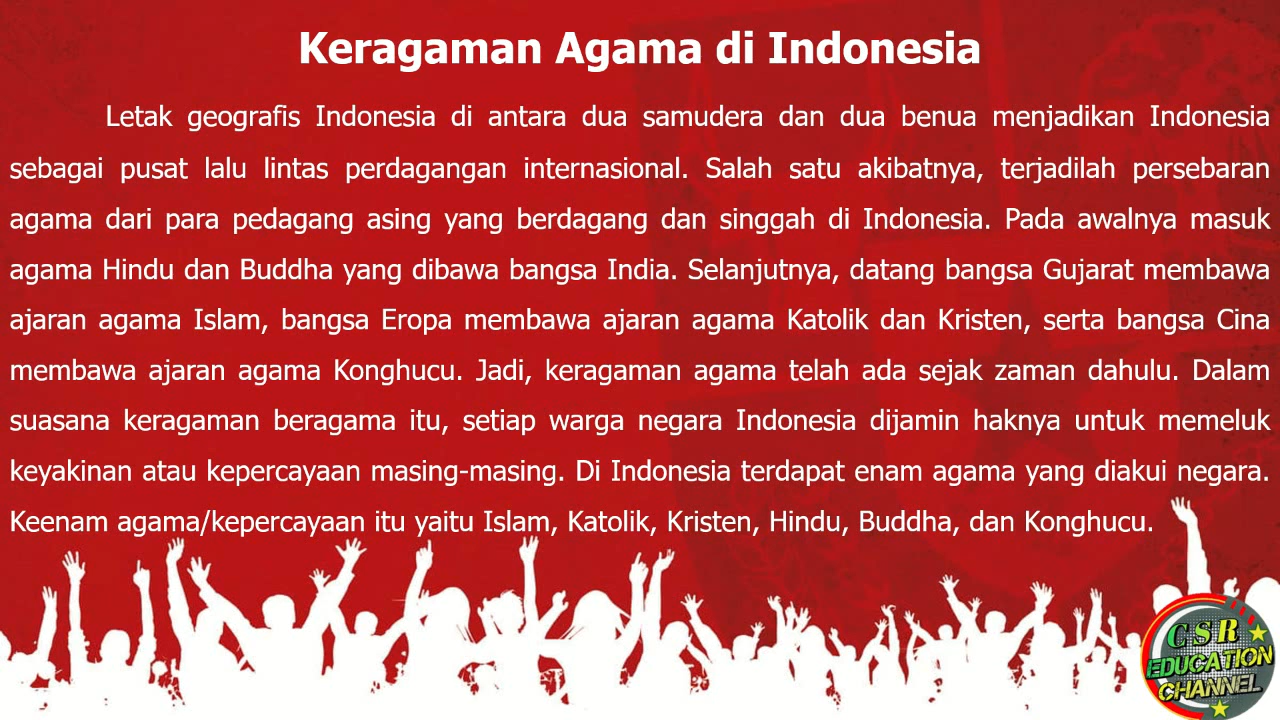 Keragaman Agama di Indonesia
Letak geografis Indonesia di antara dua samudera dan dua benua menjadikan Indonesia
sebagai pusat lalu lintas perdagangan internasional. Salah satu akibatnya, terjadilah persebaran
agama dari para pedagang asing yang berdagang dan singgah di Indonesia. Pada awalnya masuk
agama Hindu dan Buddha yang dibawa bangsa India. Selanjutnya, datang bangsa Gujarat membawa
ajaran agama Islam, bangsa Eropa membawa ajaran agama Katolik dan Kristen, serta bangsa Cina
membawa ajaran agama Konghucu. Jadi, keragaman agama telah ada sejak zaman dahulu. Dalam
suasana keragaman beragama itu, setiap warga negara Indonesia dijamin haknya untuk memeluk
keyakinan atau kepercayaan masing-masing. Di Indonesia terdapat enam agama yang diakui negara.
Keenam agama/kepercayaan itu yaitu Islam, Katolik, Kristen, Hindu, Buddha, dan Konghucu.
CSR
EDUCATION
CHANNEL